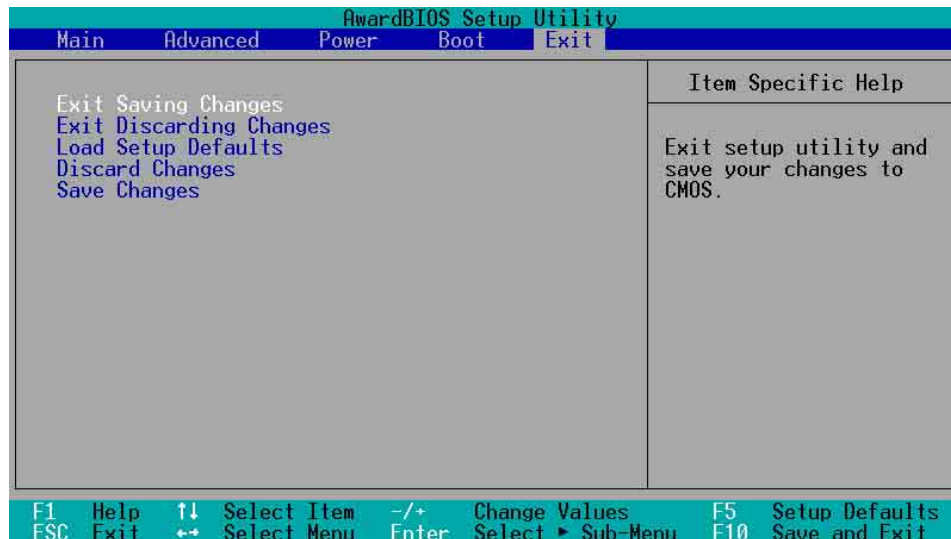 AwardBIOS Setup Utility
Main Advanced Power Boot Exit
Item Specific Help
Exit Saving Changes
Exit Discarding Changes
Load Setup Defaults
Discard Changes
Save Changes
Exit setup utility and
save your changes to
CMOS.
F1 Help ↑↓ Select Item -/+ Change Values F5 Setup Defaults
ESC Exit ←→ Select Menu Enter Select ► Sub-Menu F10 Save and Exit